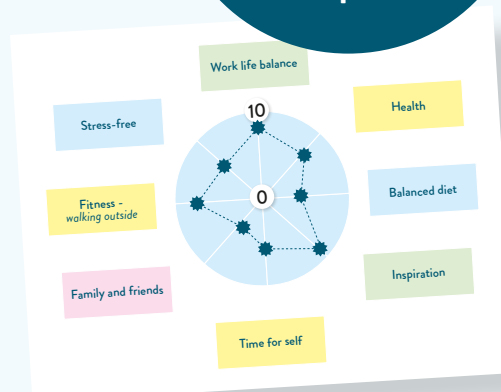 Work life balance
10
Stress-free
Health
Balanced diet
0
Fitness -
walking outside
Inspiration
Family and friends
Time for self